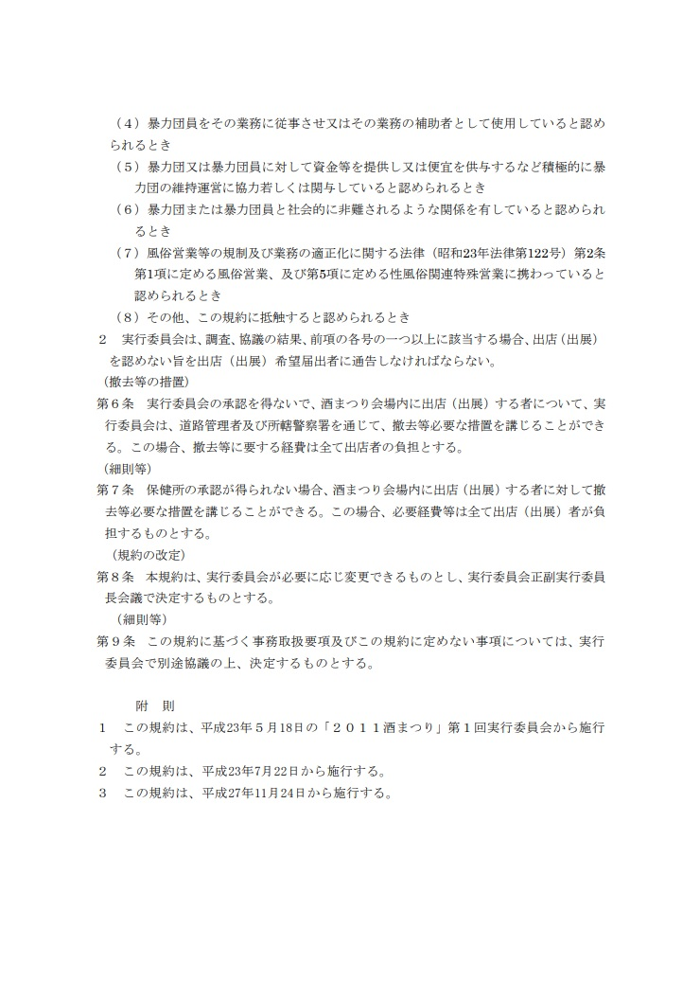 （４）暴力団員をその業務に従事させ又はその業務の補助者として使用していると認め
られるとき
（５）暴力団又は暴力団員に対して資金等を提供し又は便宜を供与するなど積極的に暴
力団の維持運営に協力若しくは関与していると認められるとき
（６）暴力団または暴力団員と社会的に非難されるような関係を有していると認められ
るとき
（７）風俗営業等の規制及び業務の適正化に関する法律（昭和23年法律第122号）第2条
第1項に定める風俗営業、及び第5項に定める性風俗関連特殊営業に携わっていると
認められるとき
（８）その他、この規約に抵触すると認められるとき
２　実行委員会は、調査、協議の結果、前項の各号の一つ以上に該当する場合、出店（出展）
を認めない旨を出店（出展）希望届出者に通告しなければならない。
（撤去等の措置）
第６条　実行委員会の承認を得ないで、酒まつり会場内に出店（出展）する者について、実
行委員会は、道路管理者及び所轄警察署を通じて、撤去等必要な措置を講じることができ
る。この場合、撤去等に要する経費は全て出店者の負担とする。
（細則等）
第７条　保健所の承認が得られない場合、酒まつり会場内に出店（出展）する者に対して撤
去等必要な措置を講じることができる。この場合、必要経費等は全て出店（出展）者が負
担するものとする。
（規約の改定）
第８条　本規約は、実行委員会が必要に応じ変更できるものとし、実行委員会正副実行委員
長会議で決定するものとする。
（細則等）
第９条　この規約に基づく事務取扱要項及びこの規約に定めない事項については、実行
委員会で別途協議の上、決定するものとする。
附　則
１　この規約は、平成23年５月18日の「２０１１酒まつり」第１回実行委員会から施行
する。
２　この規約は、平成23年7月22日から施行する。
３　この規約は、平成27年11月24日から施行する。